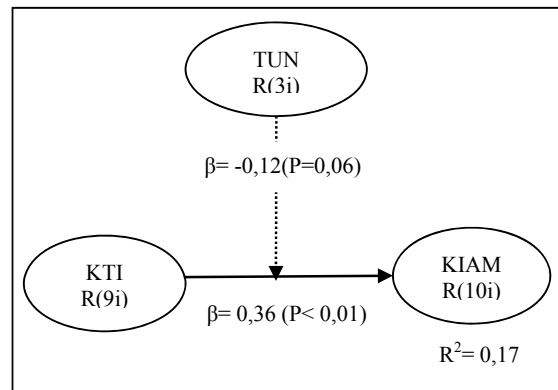 TUN
R(3i)
β= -0,12(P=0,06)
KTI
R(9i)
KIAM
R(10i)
β= 0,36 (P< 0,01)
R²= 0,17